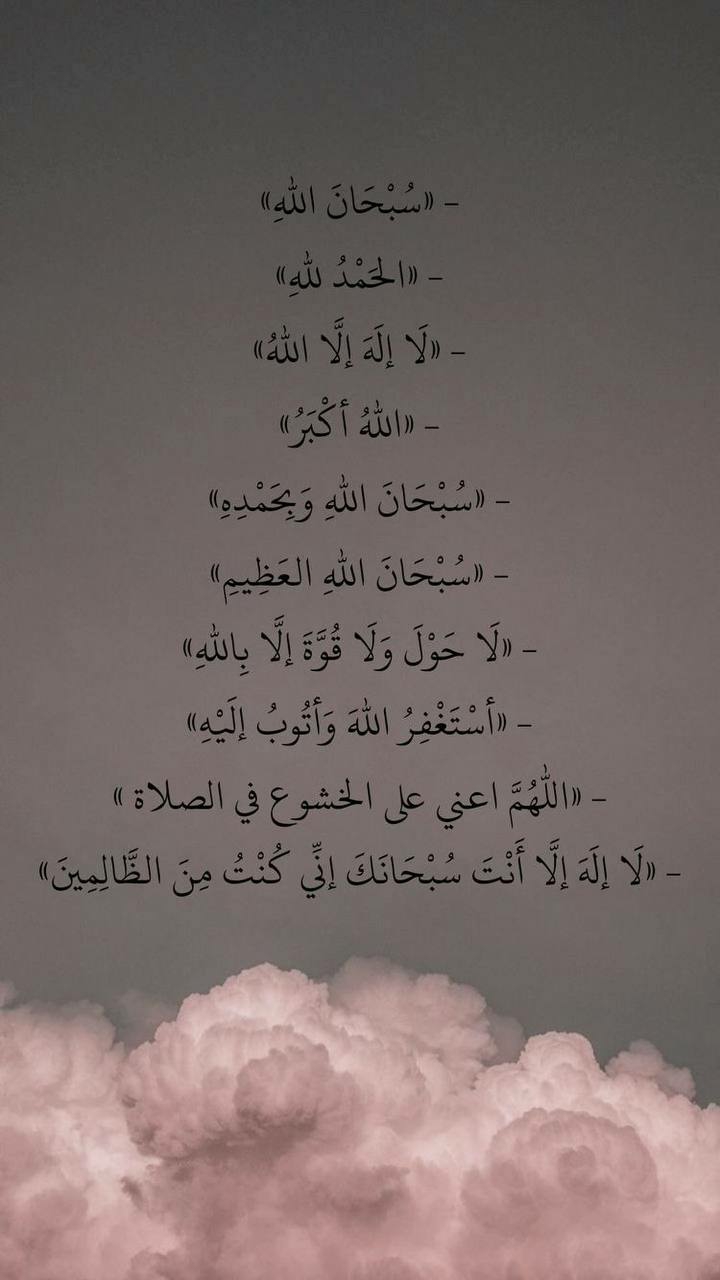 - «سُبْحَانَ اللهِ»
- «الحَمْدُ للهِ»
- «لَا إلَهَ إلَّا اللهُ»
- «اللهُ أكْبَرُ»
- «سُبْحَانَ اللهِ وَبِحَمْدِهِ»
- «سُبْحَانَ اللهِ العَظِيمِ»
- «لَا حَوْلَ وَلَا قُوَّةَ إلَّا بِاللهِ»
- «أسْتَغْفِرُ اللهَ وَأتُوبُ إلَيْهِ»
- «اللَّهُمَّ اعني على الخشوع في الصلاة »
- «لَا إلَهَ إلَّا أَنْتَ سُبْحَانَكَ إنِّي كُنْتُ مِنَ الظَّالِمِينَ»